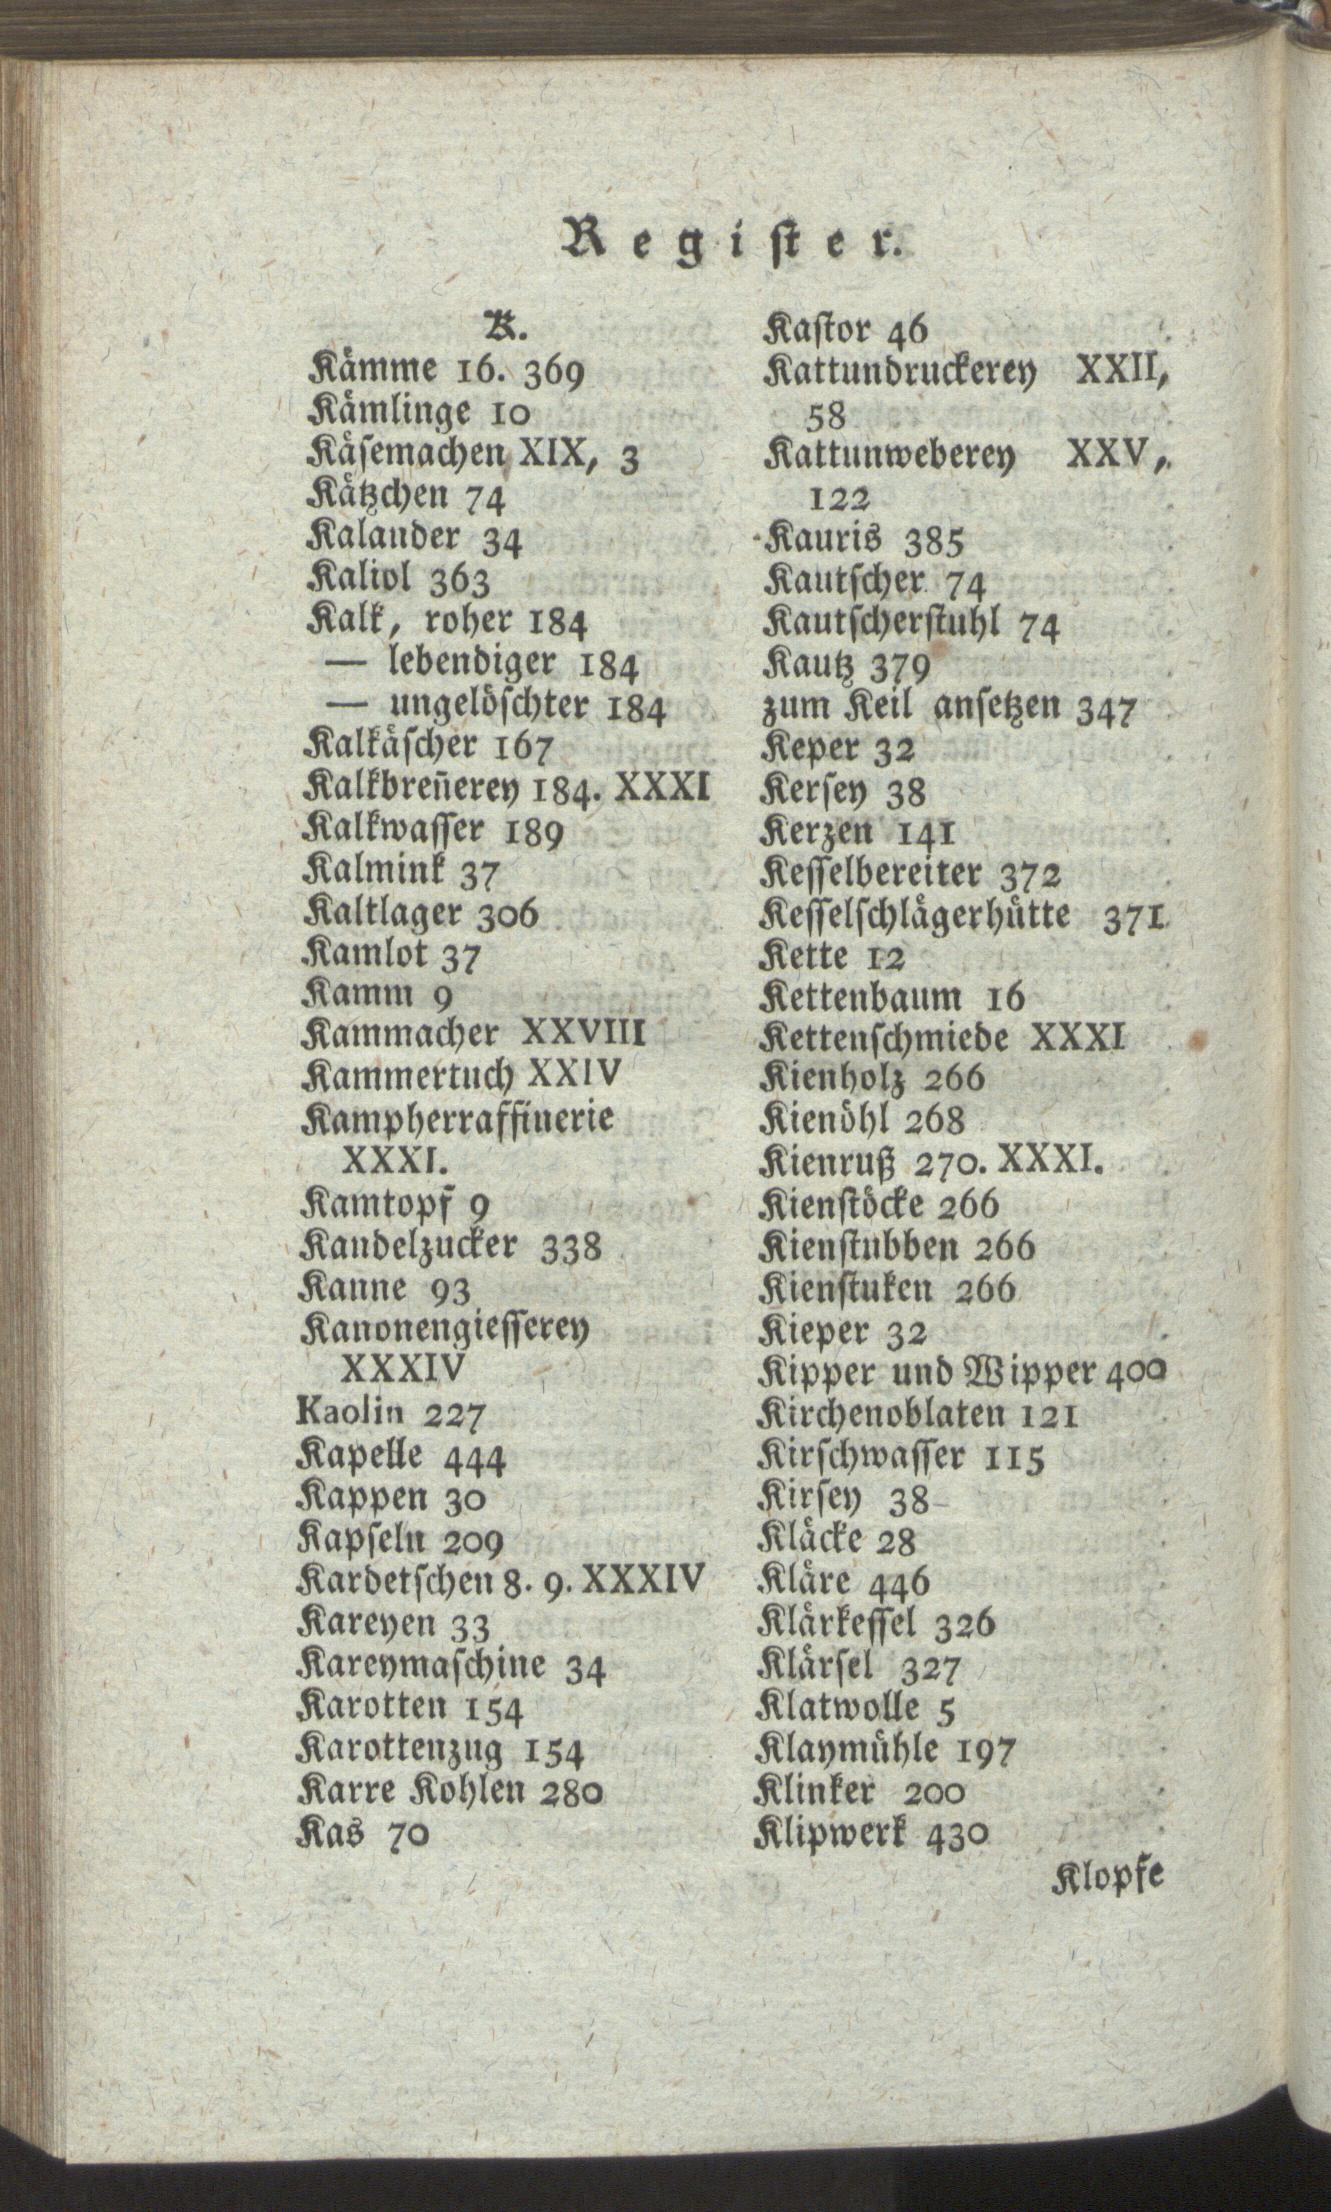 Regiſter.
K.
Kämme 16. 369
Kämlinge 10
Käſemachen XIX, 3
Kätzchen 74
Kalander 34
Kaliol 363
Kalk, roher 184
— lebendiger 184
— ungelöſchter 184
Kalkäſcher 167
Kalkbreñerey 184. XXXI
Kalkwaſſer 189
Kalmink 37
Kaltlager 306
Kamlot 37
Kamm 9
Kammacher XXVIII
Kammertuch XXIV
Kampherraffinerie
XXXI.
Kamtopf 9
Kandelzucker 338
Kanne 93
Kanonengieſſerey
XXXIV
Kaolin 227
Kapelle 444
Kappen 30
Kapſeln 209
Kardetſchen 8. 9. XXXIV
Kareyen 33
Kareymaſchine 34
Karotten 154
Karottenzug 154
Karre Kohlen 280
Kas 70
Kaſtor 46
Kattundruckerey XXII,
58
Kattunweberey XXV,
122
Kauris 385
Kautſcher 74
Kautſcherſtuhl 74
Kautz 379
zum Keil anſetzen 347
Keper 32
Kerſey 38
Kerzen 141
Keſſelbereiter 372
Keſſelſchlägerhütte 371
Kette 12
Kettenbaum 16
Kettenſchmiede XXXI
Kienholz 266
Kienöhl 268
Kienruß 270. XXXI.
Kienſtöcke 266
Kienſtubben 266
Kienſtuken 266
Kieper 32
Kipper und Wipper 400
Kirchenoblaten 121
Kirſchwaſſer 115
Kirſey 38
Kläcke 28
Kläre 446
Klärkeſſel 326
Klärſel 327
Klatwolle 5
Klaymühle 197
Klinker 200
Klipwerk 430
Klopfe